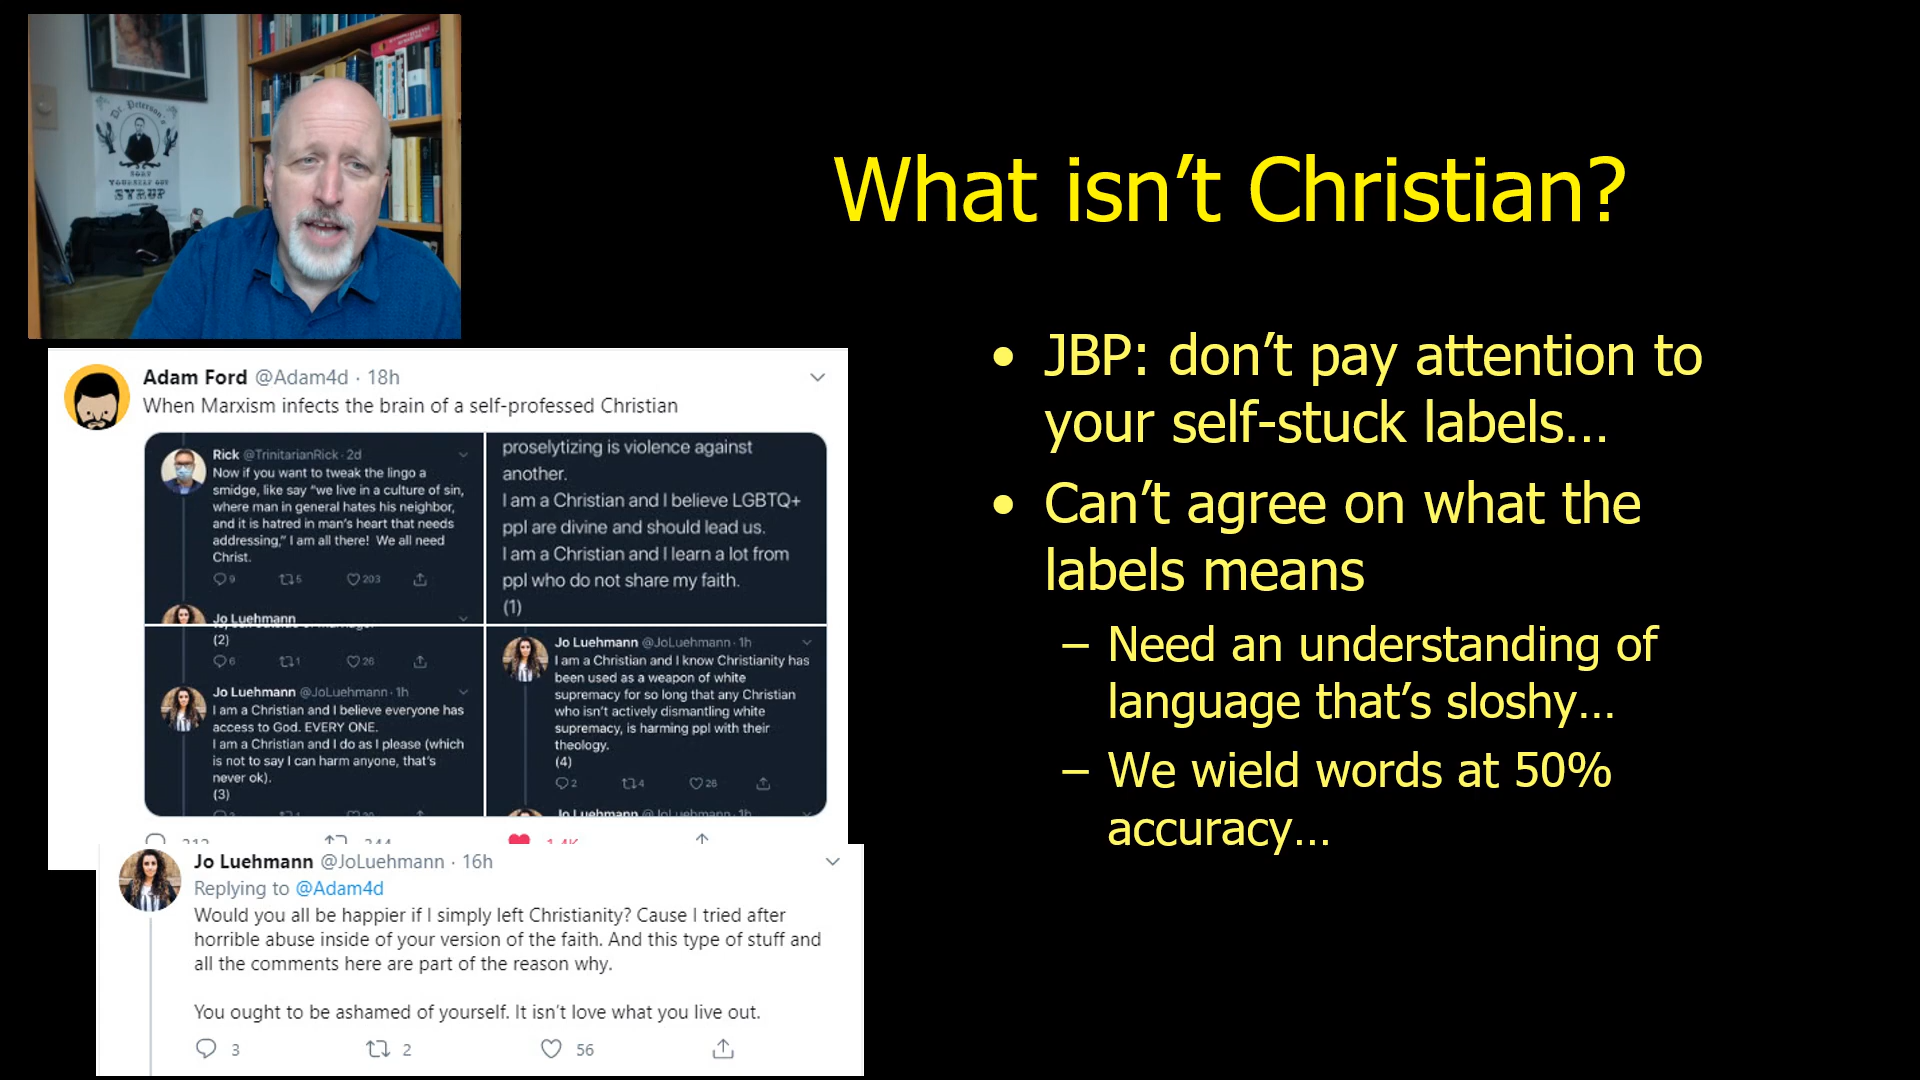 Dr. Peterson's
SORT
YOURSELF OUT
SYRUP
What isn’t Christian?
• JBP: don’t pay attention to
your self-stuck labels…
• Can’t agree on what the
labels means
– Need an understanding of
language that’s sloshy…
– We wield words at 50%
accuracy…
Adam Ford @Adam4d · 18h
When Marxism infects the brain of a self-professed Christian
Rick @TrinitarianRick · 2d
Now if you want to tweak the lingo a
smidge, like say “we live in a culture of sin,
where man in general hates his neighbor,
and it is hatred in man's heart that needs
addressing,” I am all there! We all need
Christ.
9 5 203
Jo Luehmann
proselytizing is violence against
another.
I am a Christian and I believe LGBTQ+
ppl are divine and should lead us.
I am a Christian and I learn a lot from
ppl who do not share my faith.
(1)
(2)
6 1 26
Jo Luehmann @JoLuehmann · 1h
I am a Christian and I believe everyone has
access to God. EVERY ONE.
I am a Christian and I do as I please (which
is not to say I can harm anyone, that's
never ok).
(3)
Jo Luehmann @JoLuehmann · 1h
I am a Christian and I know Christianity has
been used as a weapon of white
supremacy for so long that any Christian
who isn't actively dismantling white
supremacy, is harming ppl with their
theology.
(4)
2 4 26
Jo Luehmann @JoLuehmann · 1h
Jo Luehmann @JoLuehmann · 16h
Replying to @Adam4d
Would you all be happier if I simply left Christianity? Cause I tried after
horrible abuse inside of your version of the faith. And this type of stuff and
all the comments here are part of the reason why.
You ought to be ashamed of yourself. It isn’t love what you live out.
3 2 56